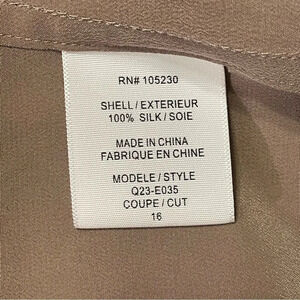 RN# 105230
SHELL / EXTERIEUR
100% SILK / SOIE
MADE IN CHINA
FABRIQUE EN CHINE
MODELE / STYLE
Q23-E035
COUPE / CUT
16